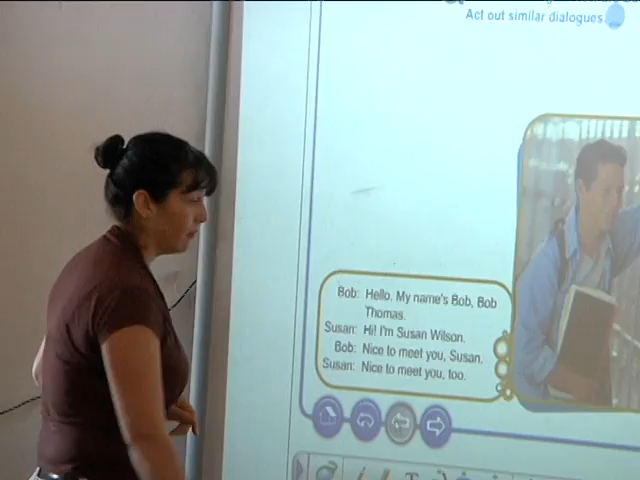 Act out similar dialogues.
Bob: Hello. My name's Bob, Bob
Thomas.
Susan: Hi! I'm Susan Wilson.
Bob: Nice to meet you, Susan.
Susan: Nice to meet you, too.